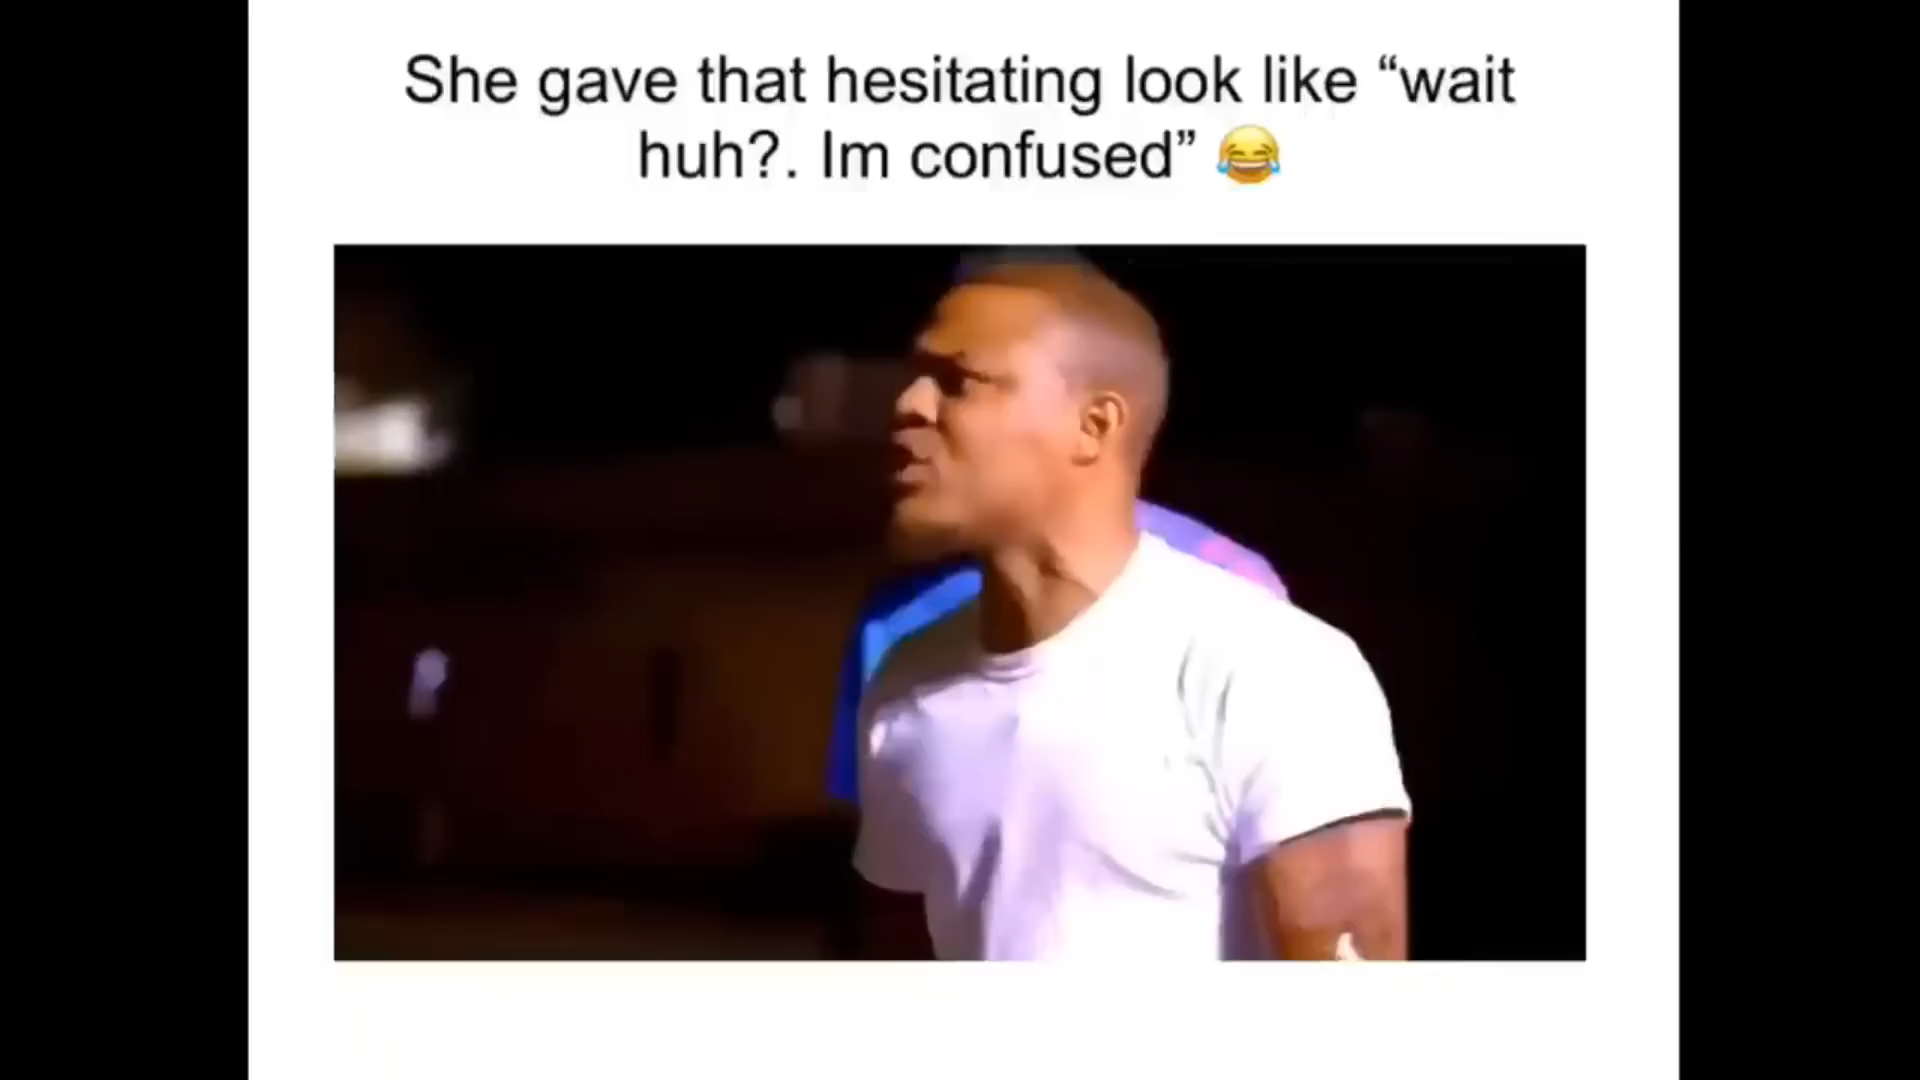 She gave that hesitating look like “wait
huh?. Im confused” 😂